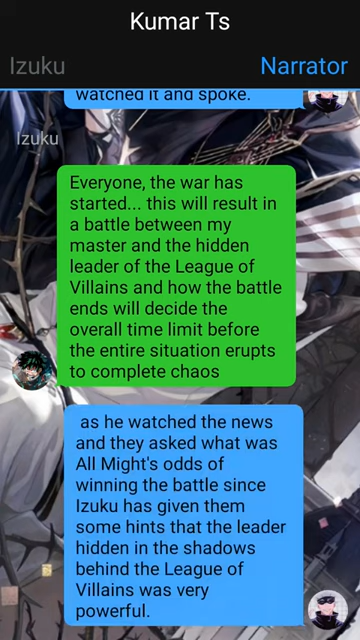 Kumar Ts
Izuku
Narrator
watched it and spoke.
Izuku
Everyone, the war has
started... this will result in
a battle between my
master and the hidden
leader of the League of
Villains and how the battle
ends will decide the
overall time limit before
the entire situation erupts
to complete chaos
as he watched the news
and they asked what was
All Might's odds of
winning the battle since
Izuku has given them
some hints that the leader
hidden in the shadows
behind the League of
Villains was very
powerful.